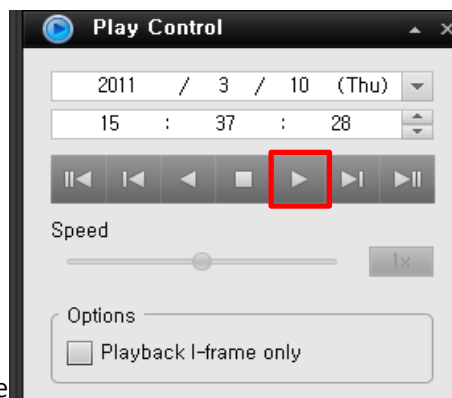 Play Control
2011 / 3 / 10 (Thu)
15 : 37 : 28
Speed
1x
Options
Playback I-frame only
e